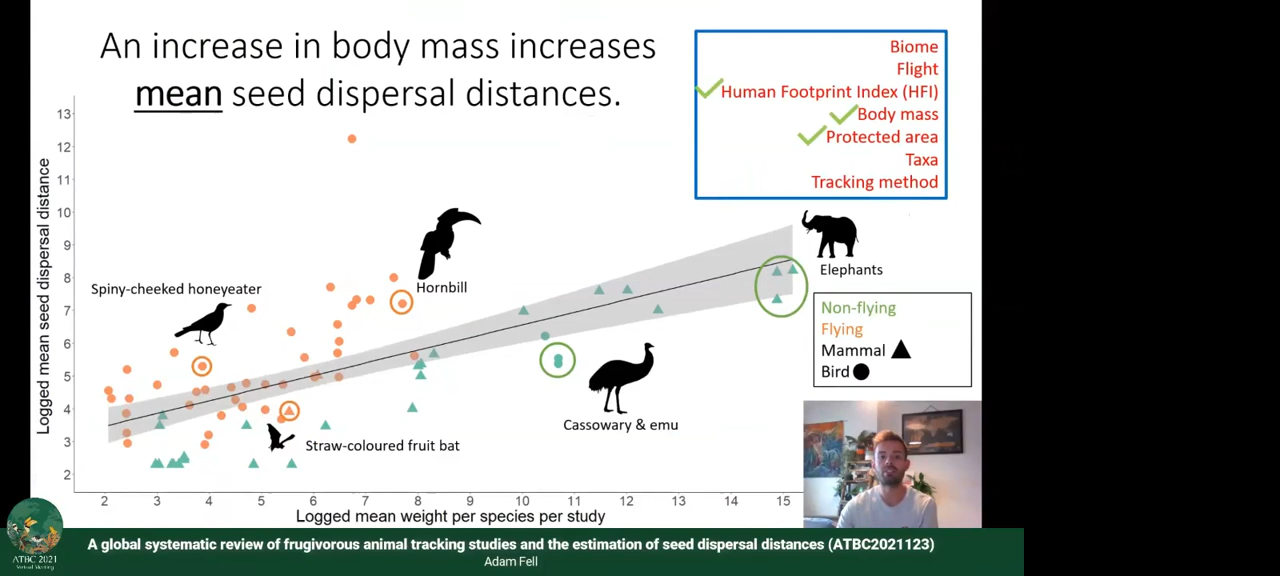 An increase in body mass increases
mean seed dispersal distances.
Biome
Flight
Human Footprint Index (HFI)
Body mass
Protected area
Taxa
Tracking method
Logged mean seed dispersal distance
13
12
11
10
9
8
7
6
5
4
3
2
Spiny-cheeked honeyeater
Hornbill
Elephants
Straw-coloured fruit bat
Cassowary & emu
Non-flying
Flying
Mammal
Bird
2 3 4 5 6 7 8 9 10 11 12 13 14 15
Logged mean weight per species per study
ATBC 2021
Virtual Meeting
A global systematic review of frugivorous animal tracking studies and the estimation of seed dispersal distances (ATBC2021123)
Adam Fell